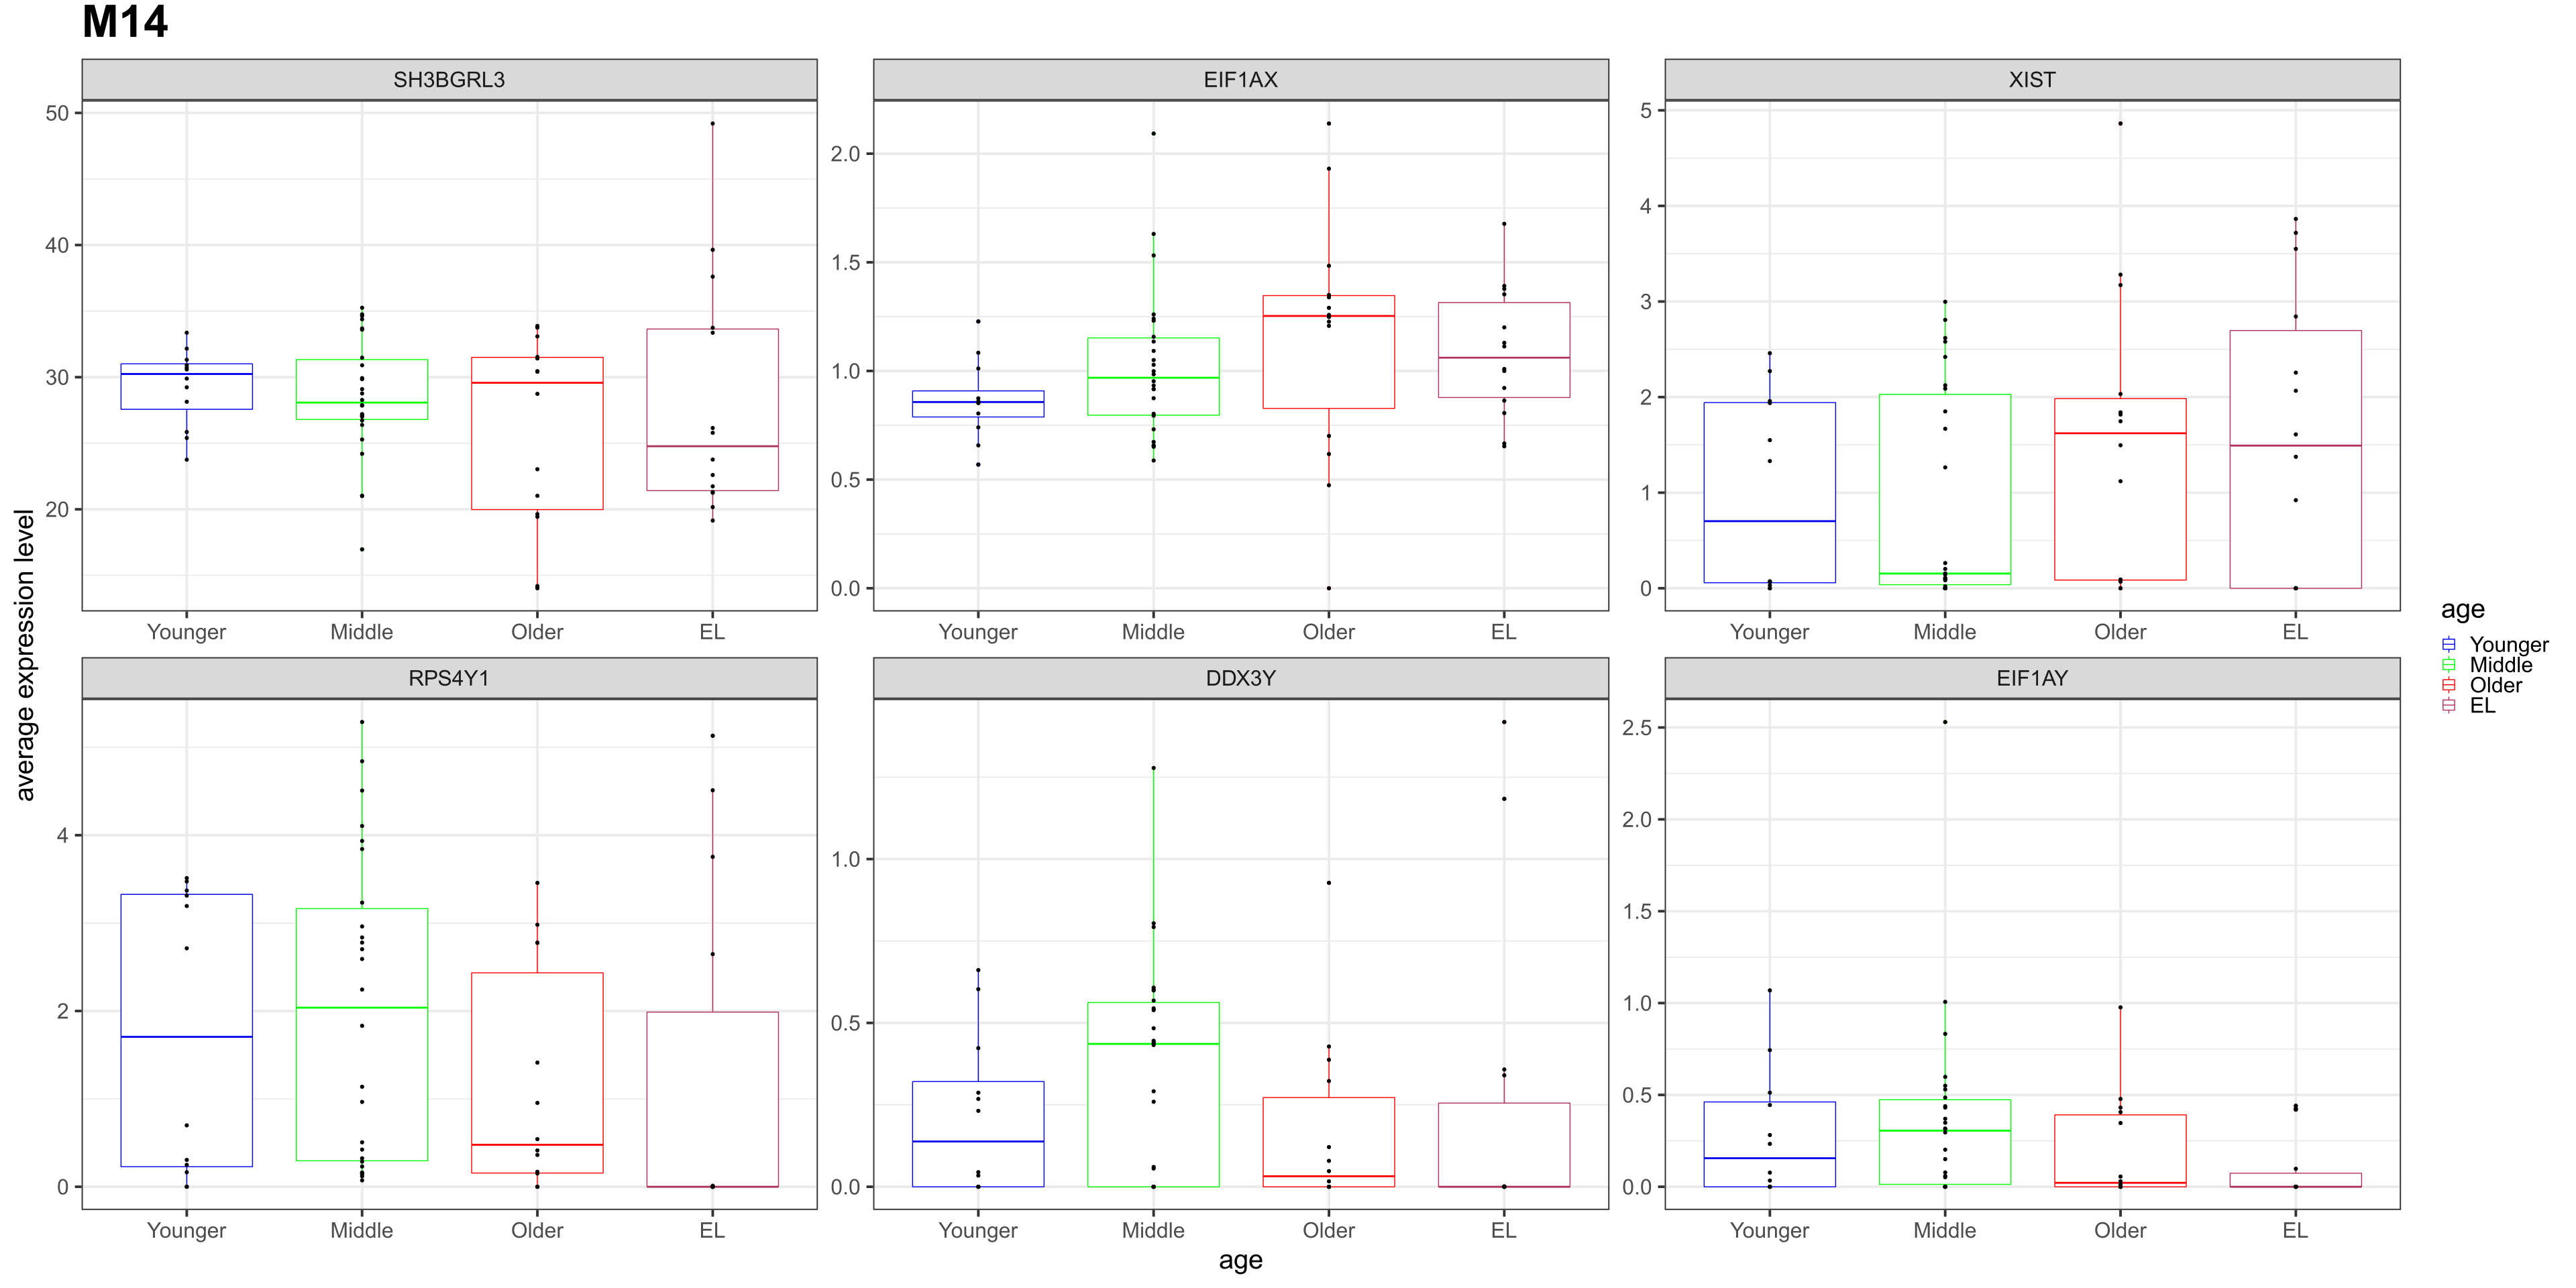 M14
SH3BGRL3 EIF1AX XIST
50
40
30
20
2.0
1.5
1.0
0.5
0.0
5
4
3
2
1
0
Younger Middle Older EL
Younger Middle Older EL
Younger Middle Older EL
average expression level
RPS4Y1 DDX3Y EIF1AY
4
2
0
1.0
0.5
0.0
2.5
2.0
1.5
1.0
0.5
0.0
Younger Middle Older EL
Younger Middle Older EL
Younger Middle Older EL
age
age
Younger
Middle
Older
EL